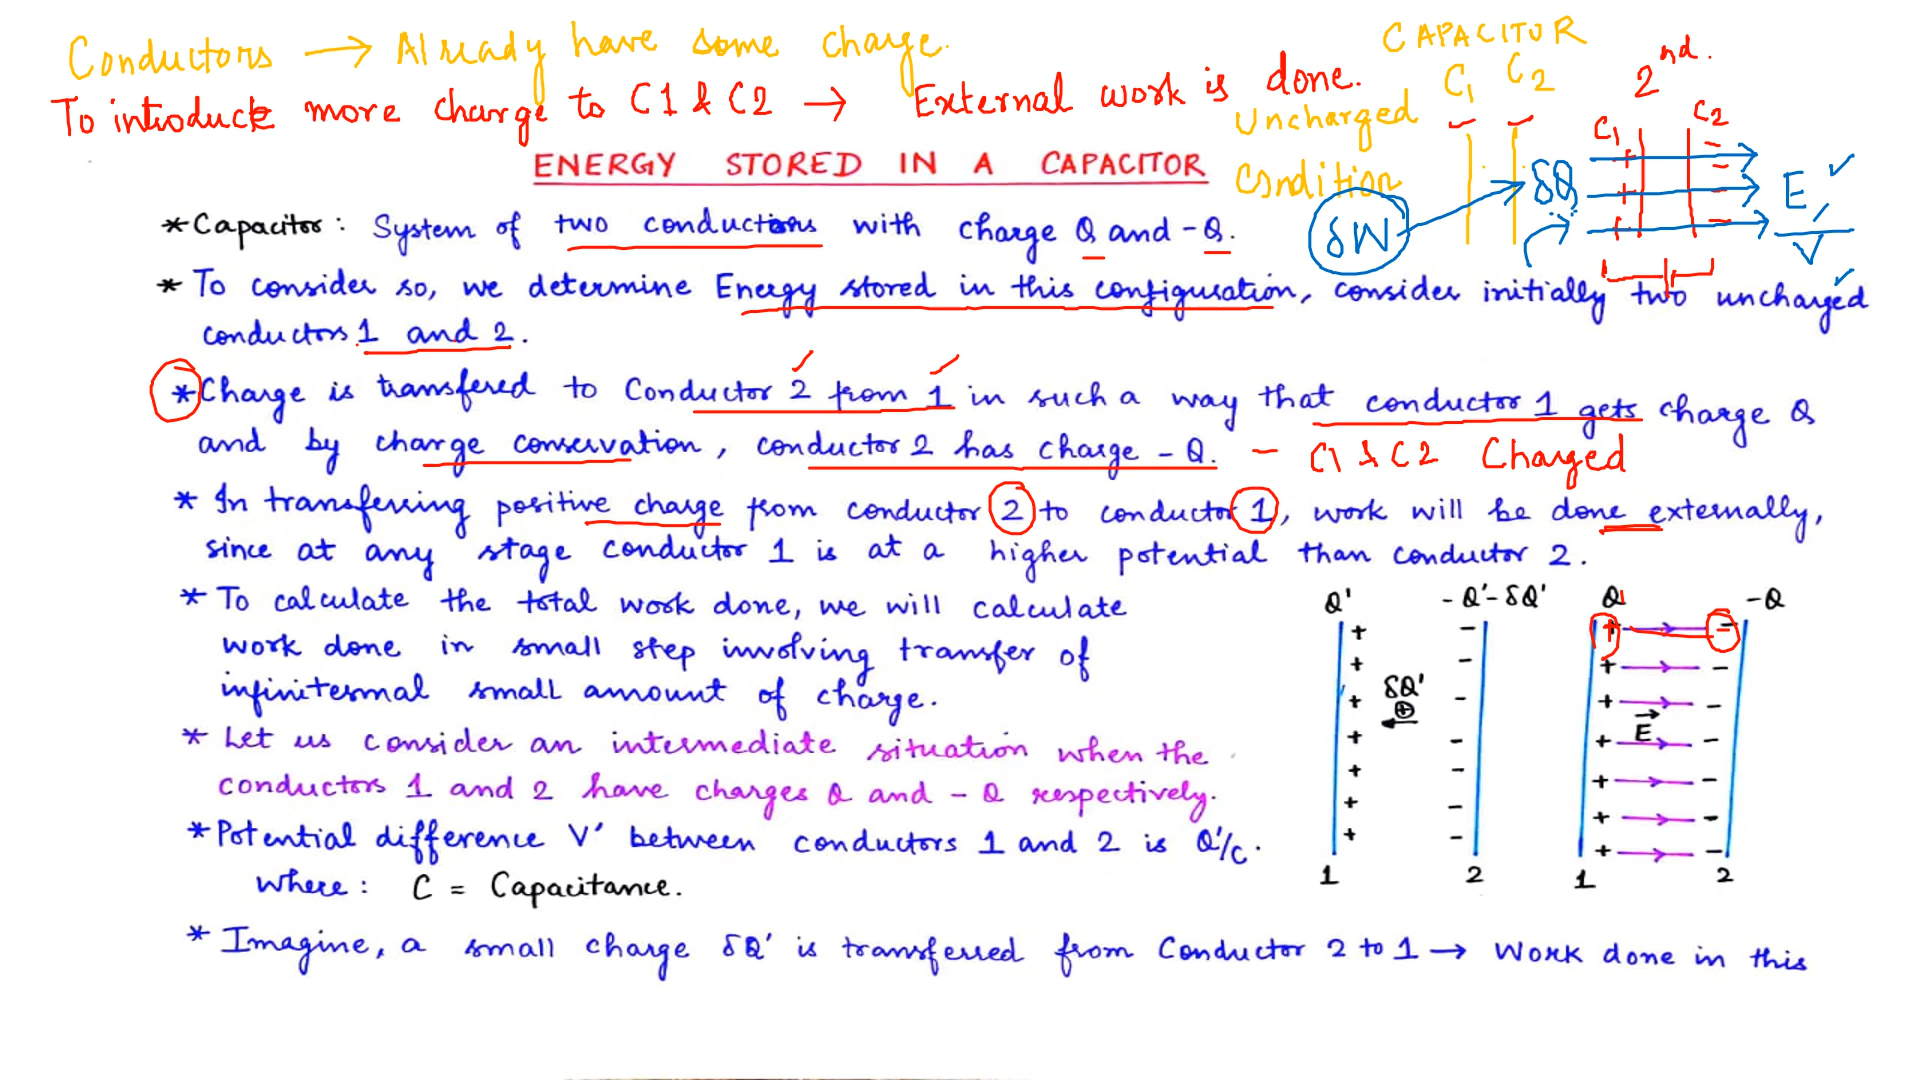 Conductors → Already have some charge.
To introduce more charge to C1 & C2 → External work is done.
CAPACITOR
C1 C2
Uncharged
Condition
2nd.
C1 C2
δW
δQ
E
V
ENERGY STORED IN A CAPACITOR
* Capacitor: System of two conductors with charge Q and -Q.
* To consider so, we determine Energy stored in this configuration, consider initially two uncharged
conductors 1 and 2.
* Charge is transfered to Conductor 2 from 1 in such a way that conductor 1 gets charge Q
and by charge conservation, conductor 2 has charge - Q. — C1 & C2 Charged
* In transferring positive charge from conductor 2 to conductor 1, work will be done externally,
since at any stage conductor 1 is at a higher potential than conductor 2.
* To calculate the total work done, we will calculate
work done in small step involving transfer of
infinitesmal small amount of charge.
* Let us consider an intermediate situation when the
conductors 1 and 2 have charges Q and - Q respectively.
* Potential difference V' between conductors 1 and 2 is Q'/C.
where: C = Capacitance.
Q' - Q' - δQ'
δQ'
1 2
Q -Q
E
1 2
* Imagine, a small charge δQ' is transferred from Conductor 2 to 1 → Work done in this